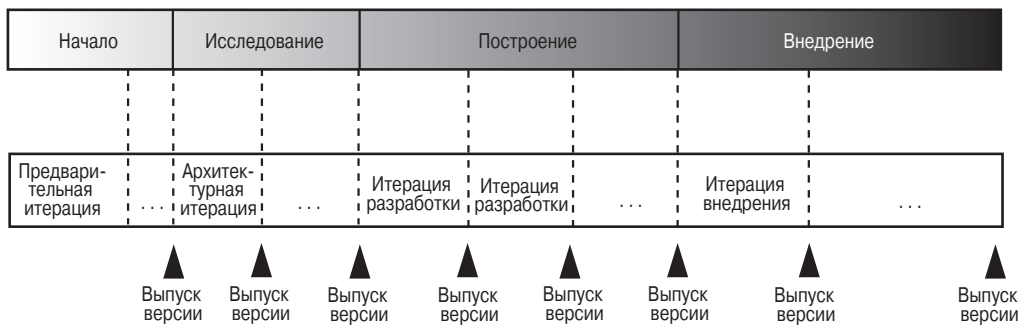 Начало Исследование Построение Внедрение
Предвари-
тельная
итерация
. . .
Архитек-
турная
итерация
. . .
Итерация
разработки
Итерация
разработки
. . .
Итерация
внедрения
. . .
Выпуск
версии
Выпуск
версии
Выпуск
версии
Выпуск
версии
Выпуск
версии
Выпуск
версии
Выпуск
версии
Выпуск
версии